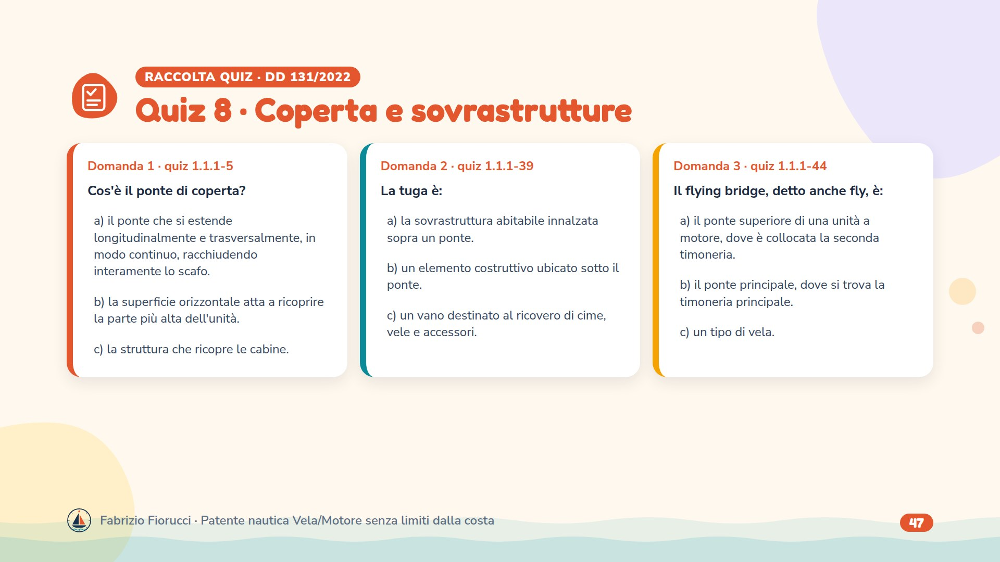 RACCOLTA QUIZ · DD 131/2022
Quiz 8 · Coperta e sovrastrutture
Domanda 1 · quiz 1.1.1-5
Cos'è il ponte di coperta?
a) il ponte che si estende
longitudinalmente e trasversalmente, in
modo continuo, racchiudendo
interamente lo scafo.
b) la superficie orizzontale atta a ricoprire
la parte più alta dell'unità.
c) la struttura che ricopre le cabine.
Domanda 2 · quiz 1.1.1-39
La tuga è:
a) la sovrastruttura abitabile innalzata
sopra un ponte.
b) un elemento costruttivo ubicato sotto il
ponte.
c) un vano destinato al ricovero di cime,
vele e accessori.
Domanda 3 · quiz 1.1.1-44
Il flying bridge, detto anche fly, è:
a) il ponte superiore di una unità a
motore, dove è collocata la seconda
timoneria.
b) il ponte principale, dove si trova la
timoneria principale.
c) un tipo di vela.
Fabrizio Fiorucci · Patente nautica Vela/Motore senza limiti dalla costa
47